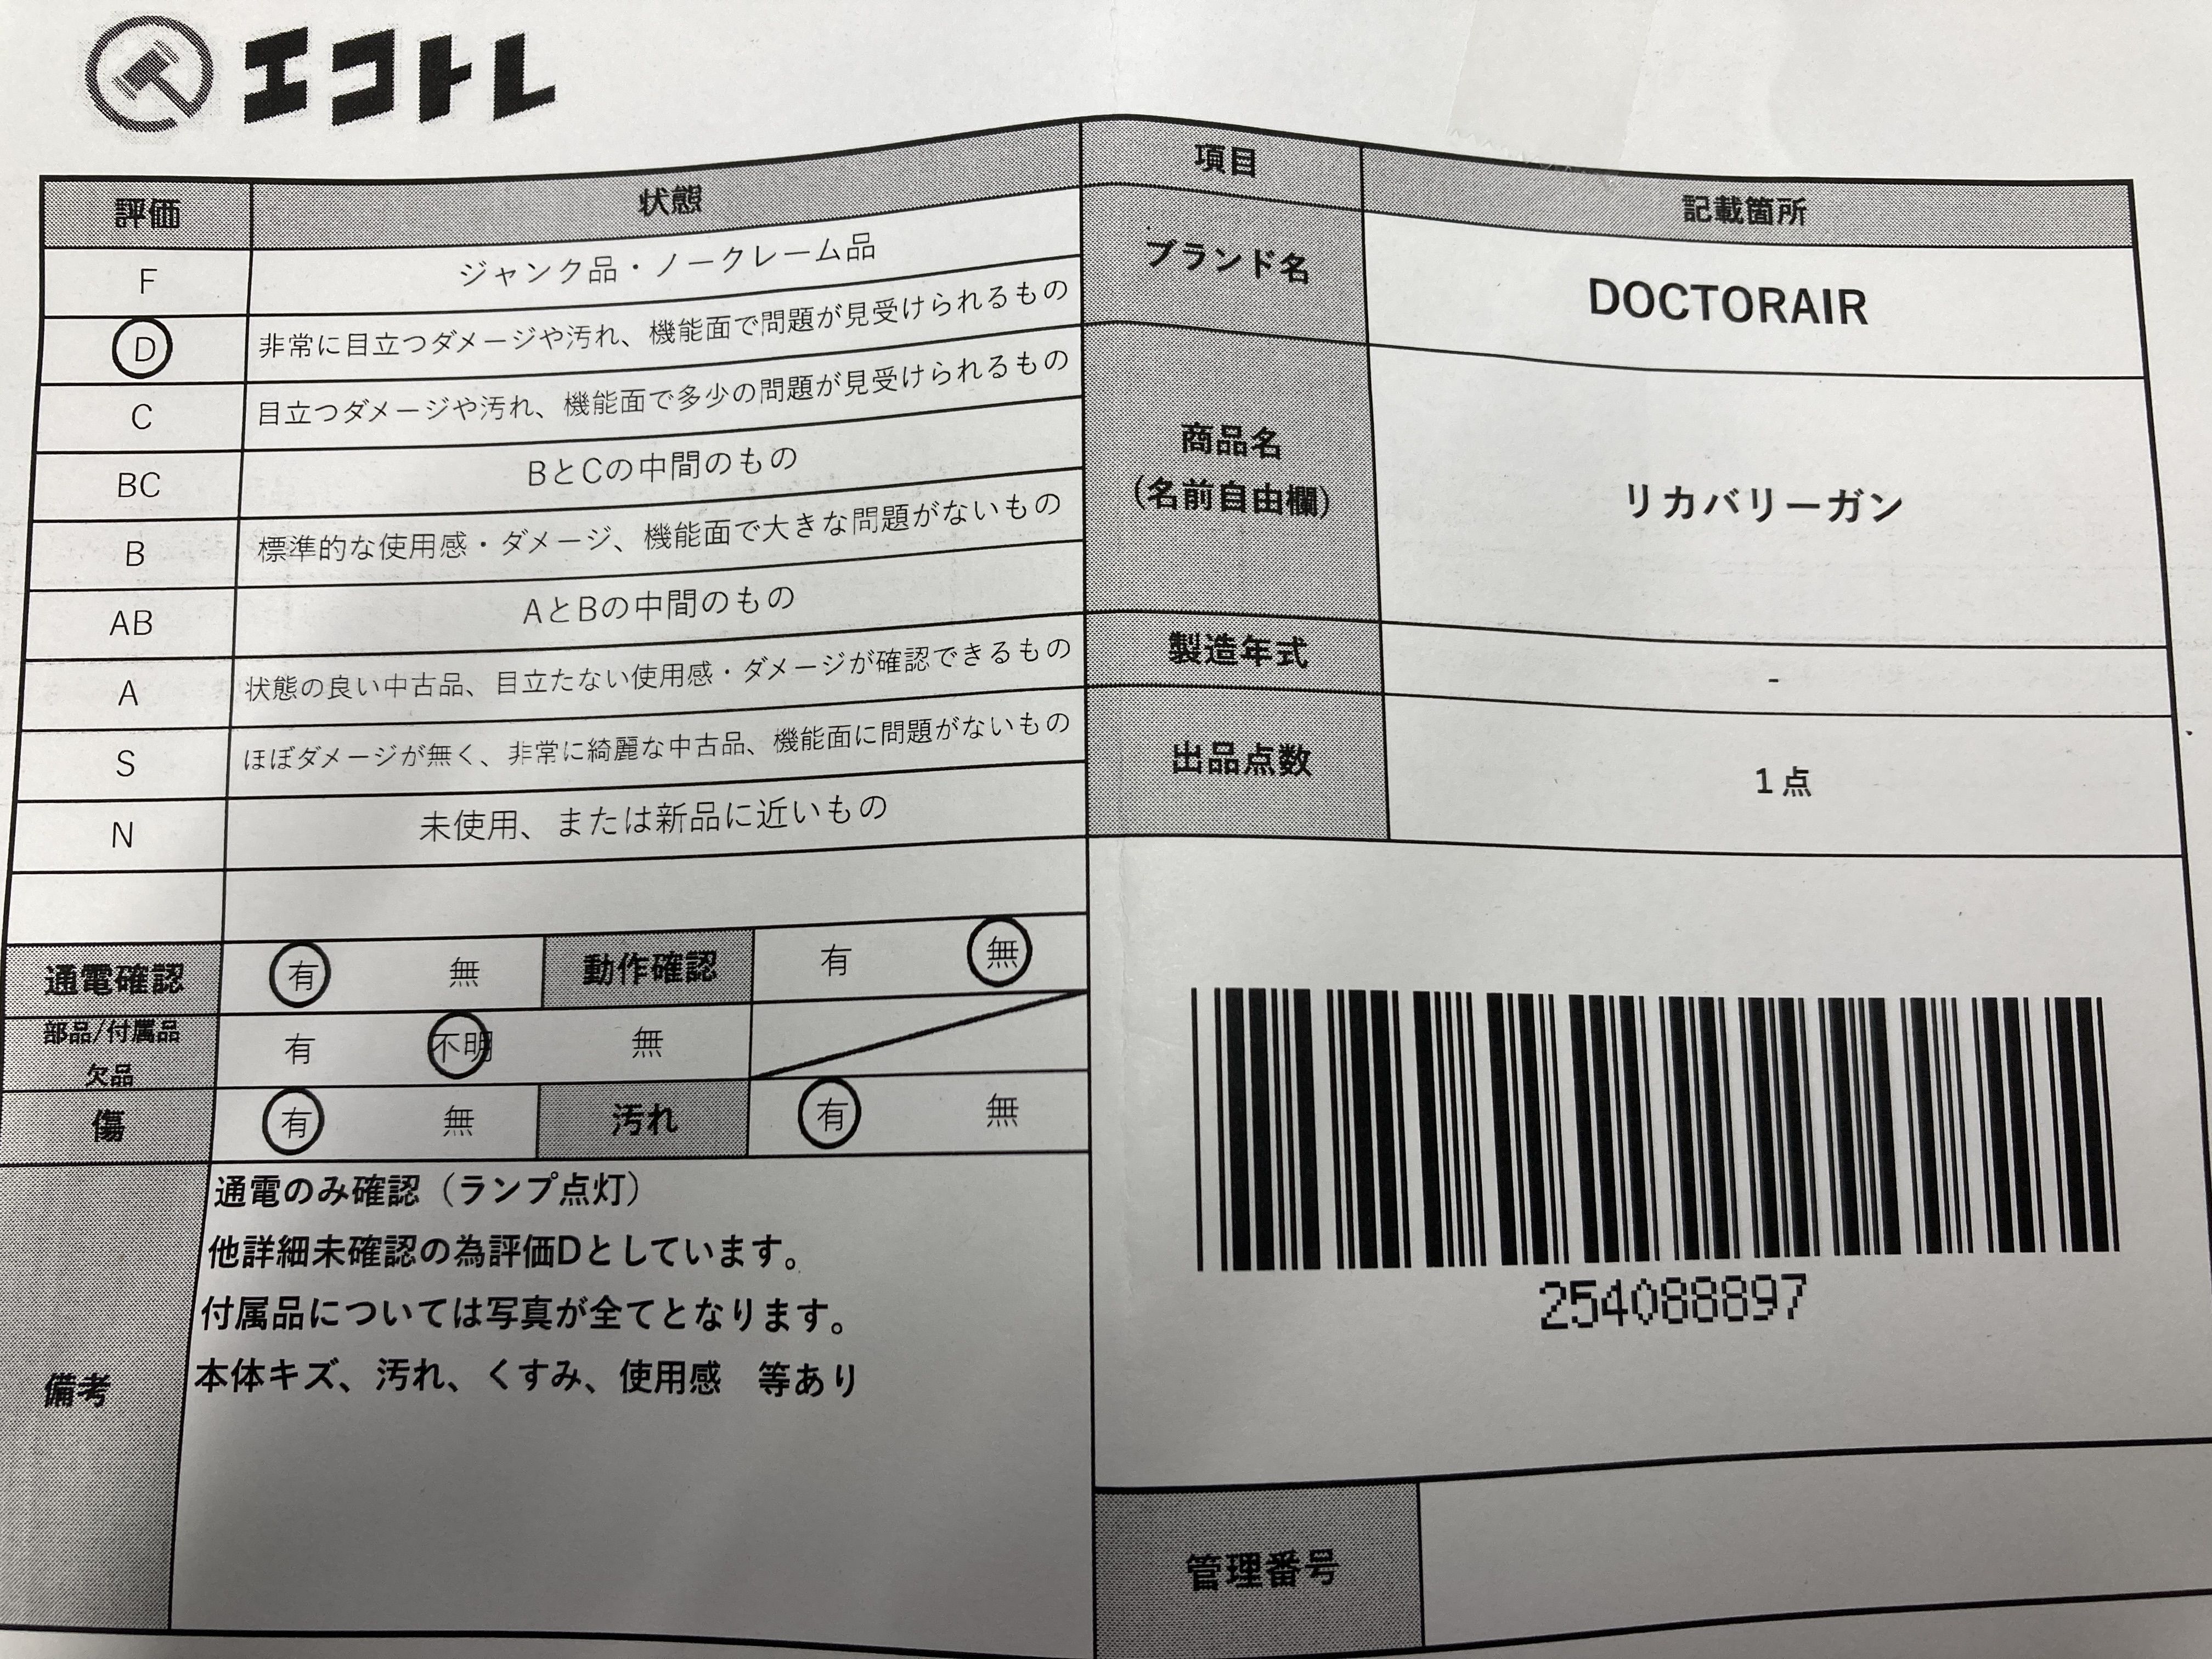 エコトレ
評価 状態
F ジャンク品・ノークレーム品
D 非常に目立つダメージや汚れ、機能面で問題が見受けられるもの
C 目立つダメージや汚れ、機能面で多少の問題が見受けられるもの
BC BとCの中間のもの
B 標準的な使用感・ダメージ、機能面で大きな問題がないもの
AB AとBの中間のもの
A 状態の良い中古品、目立たない使用感・ダメージが確認できるもの
S ほぼダメージが無く、非常に綺麗な中古品、機能面に問題がないもの
N 未使用、または新品に近いもの
通電確認 有 無 動作確認 有 無
部品/付属品
欠品 有 不明 無
傷 有 無 汚れ 有 無
備考
通電のみ確認（ランプ点灯）
他詳細未確認の為評価Dとしています。
付属品については写真が全てとなります。
本体キズ、汚れ、くすみ、使用感 等あり
項目 記載箇所
ブランド名 DOCTORAIR
商品名
(名前自由欄) リカバリーガン
製造年式 -
出品点数 1点
254088897
管理番号